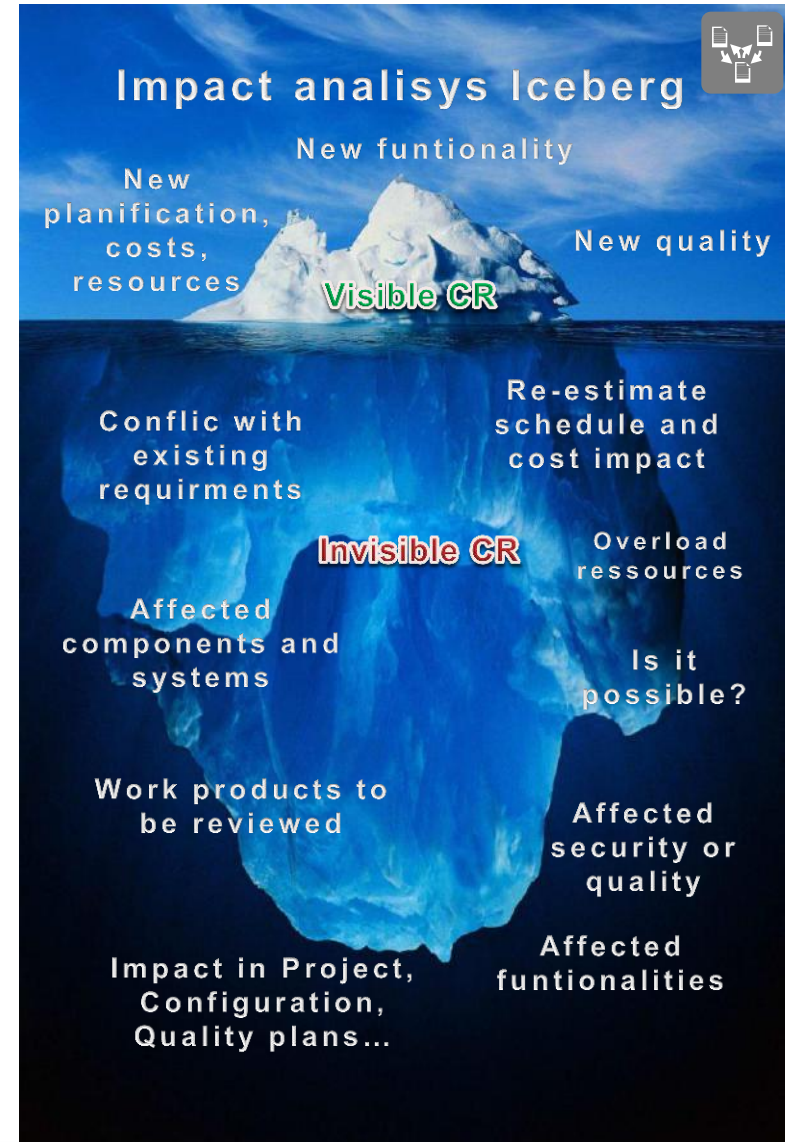 Impact analisys Iceberg
New funtionality
New
planification,
costs,
resources
New quality
Visible CR
Conflic with
existing
requirments
Re-estimate
schedule and
cost impact
Invisible CR
Overload
ressources
Affected
components and
systems
Is it
possible?
Work products to
be reviewed
Affected
security or
quality
Impact in Project,
Configuration,
Quality plans…
Affected
funtionalities